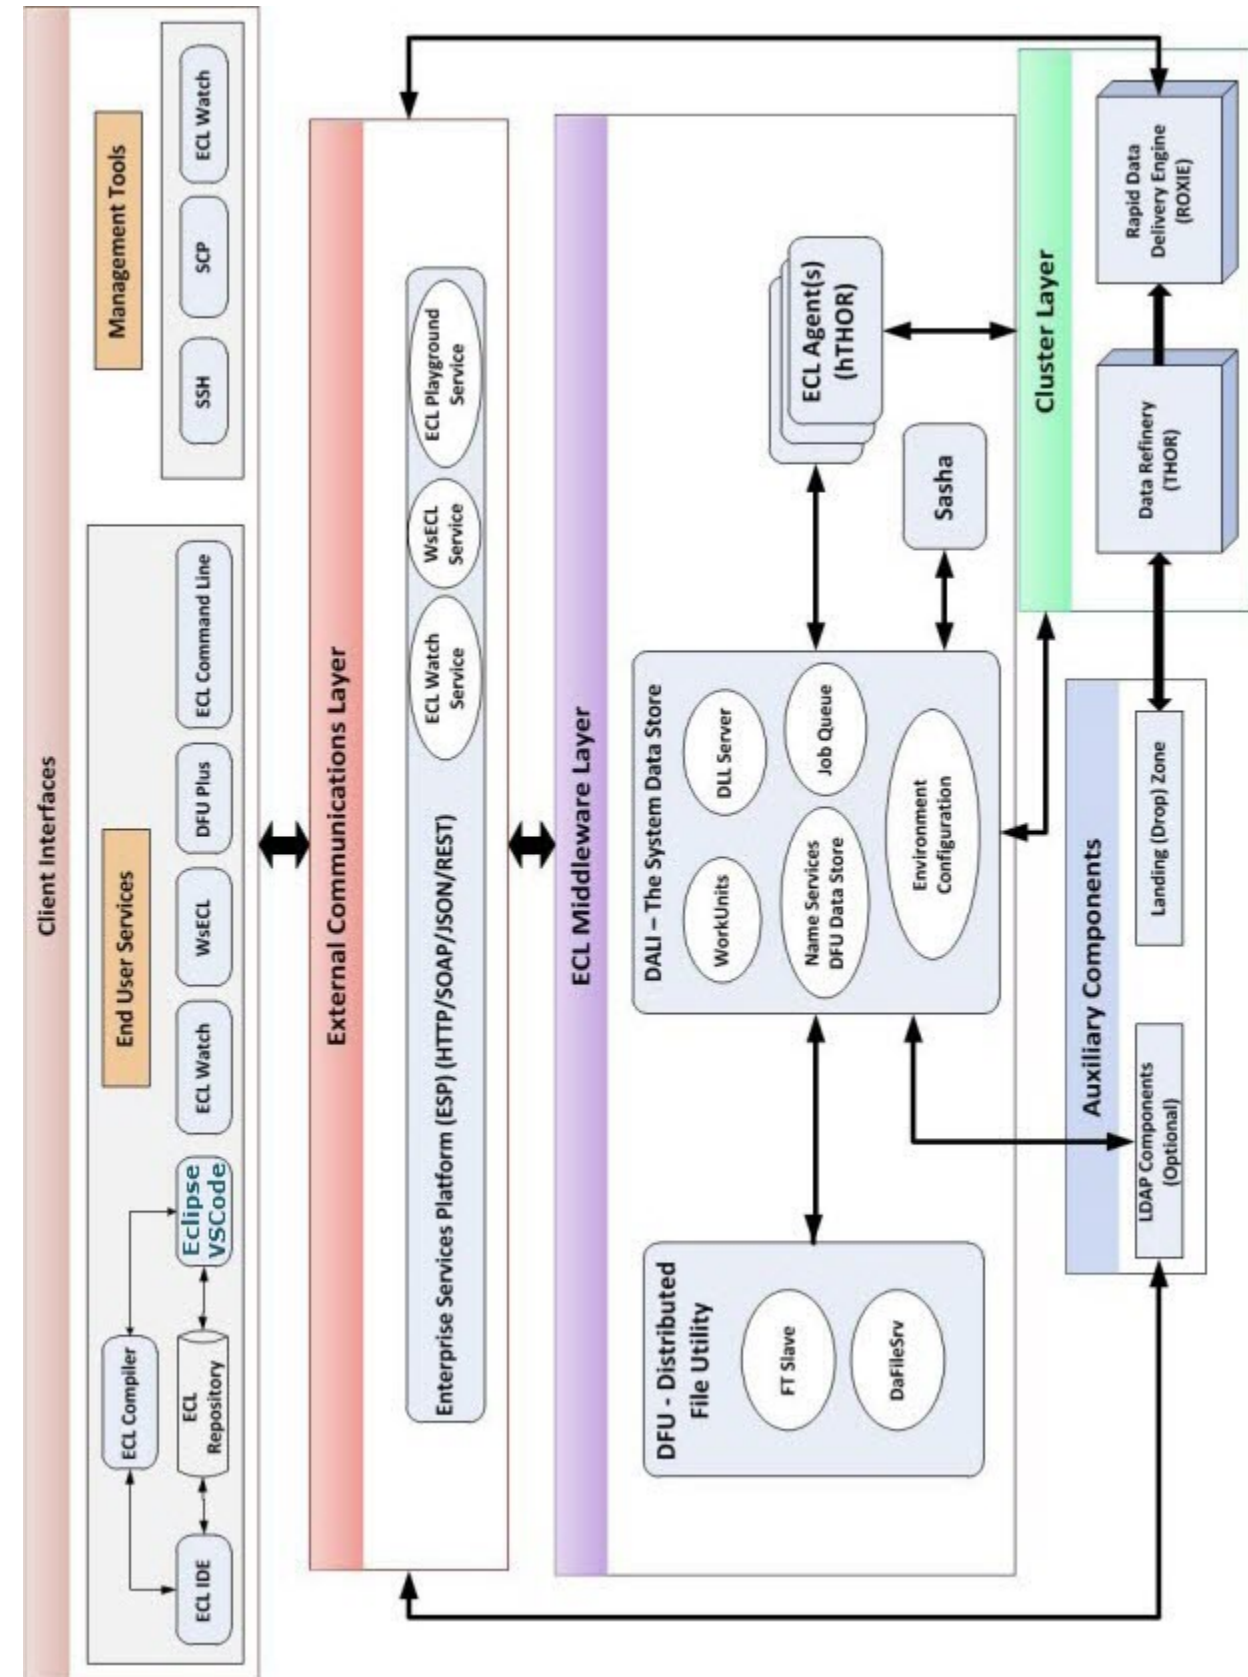 Client Interfaces
End User Services
ECL Compiler
ECL IDE
ECL
Repository
Eclipse
VSCode
ECL Watch
WsECL
DFU Plus
ECL Command Line
Management Tools
SSH
SCP
ECL Watch
External Communications Layer
Enterprise Services Platform (ESP) (HTTP/SOAP/JSON/REST)
ECL Watch
Service
WsECL
Service
ECL Playground
Service
ECL Middleware Layer
DFU - Distributed
File Utility
FT Slave
DaFileSrv
DALI – The System Data Store
WorkUnits
DLL Server
Name Services
DFU Data Store
Job Queue
Environment
Configuration
Sasha
ECL Agent(s)
(hTHOR)
Auxiliary Components
LDAP Components
(Optional)
Landing (Drop) Zone
Cluster Layer
Data Refinery
(THOR)
Rapid Data
Delivery Engine
(ROXIE)